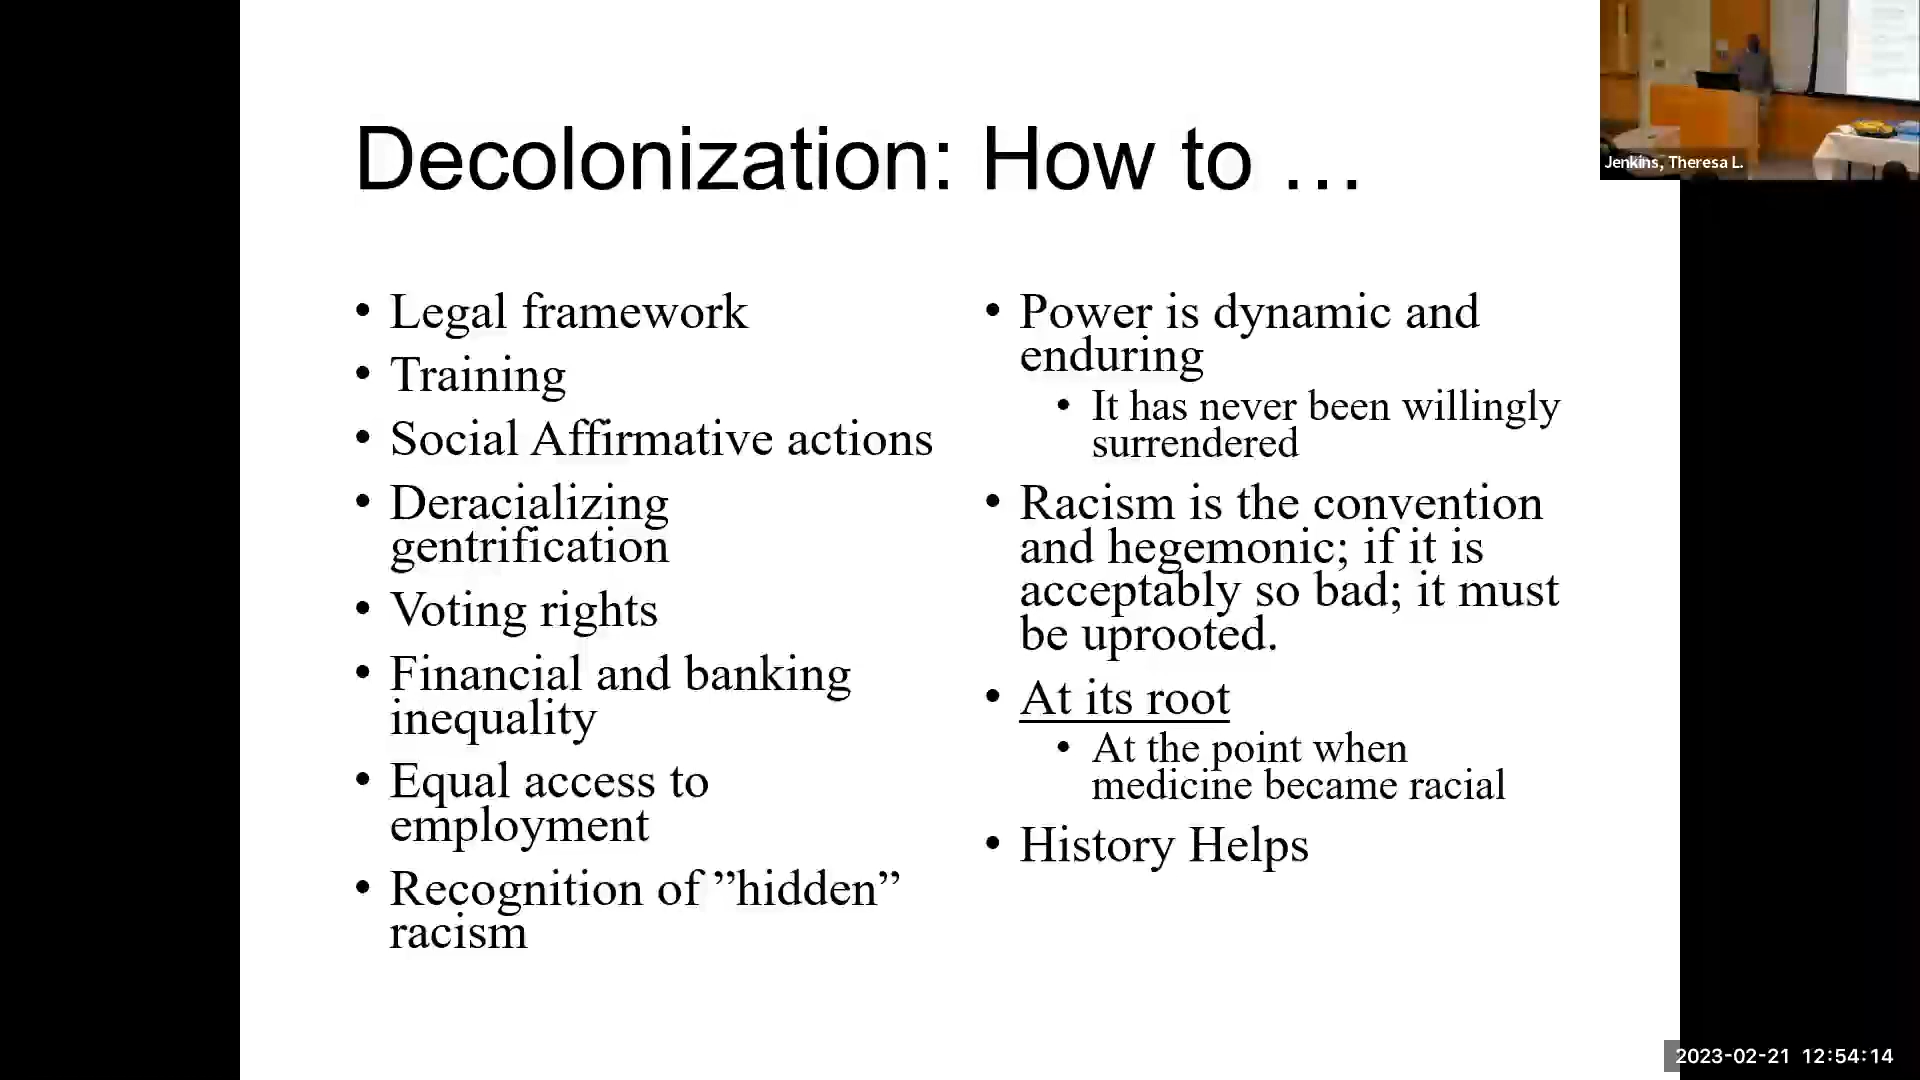 Decolonization: How to …
• Legal framework
• Training
• Social Affirmative actions
• Deracializing
gentrification
• Voting rights
• Financial and banking
inequality
• Equal access to
employment
• Recognition of ”hidden”
racism
• Power is dynamic and
enduring
• It has never been willingly
surrendered
• Racism is the convention
and hegemonic; if it is
acceptably so bad; it must
be uprooted.
• At its root
• At the point when
medicine became racial
• History Helps
Jenkins, Theresa L.
2023-02-21 12:54:14